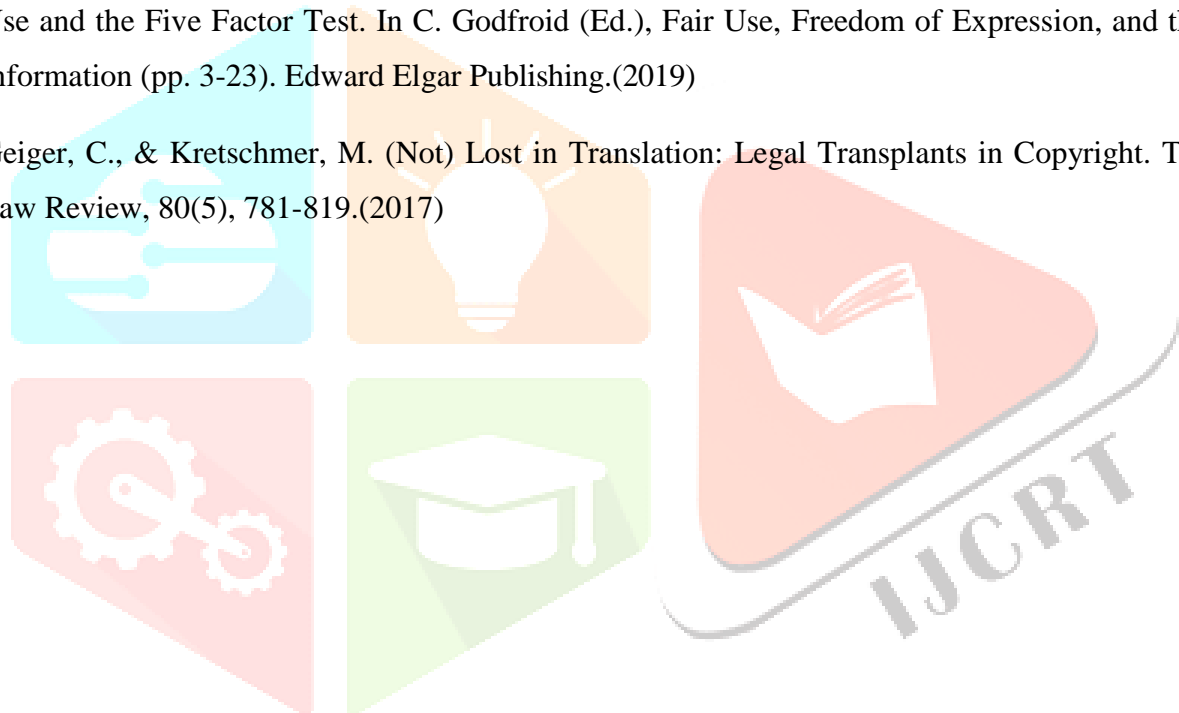 Use and the Five Factor Test. In C. Godfroid (Ed.), Fair Use, Freedom of Expression, and th
nformation (pp. 3-23). Edward Elgar Publishing.(2019)
Geiger, C., & Kretschmer, M. (Not) Lost in Translation: Legal Transplants in Copyright. T
aw Review, 80(5), 781-819.(2017)
IJCRT